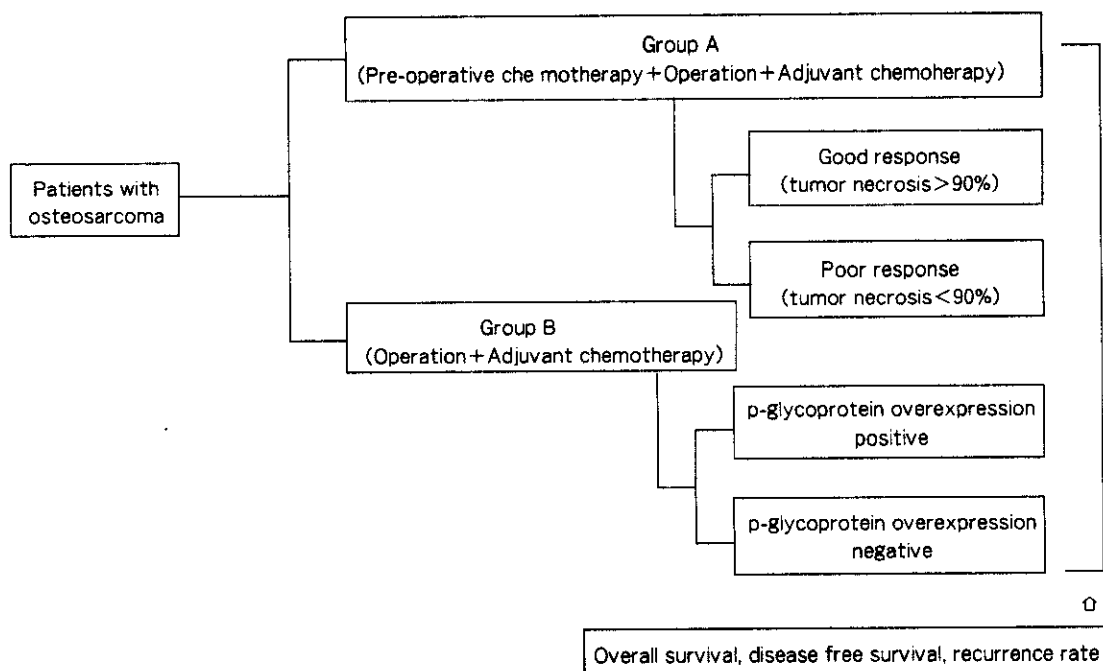 Group A
(Pre-operative che motherapy+Operation+Adjuvant chemoherapy)
Good response
(tumor necrosis>90%)
Patients with
osteosarcoma
Poor response
(tumor necrosis<90%)
Group B
(Operation+Adjuvant chemotherapy)
p-glycoprotein overexpression
positive
p-glycoprotein overexpression
negative
Overall survival, disease free survival, recurrence rate